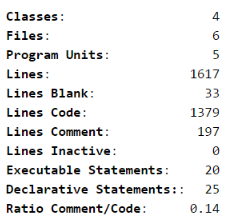 Classes: 4
Files: 6
Program Units: 5
Lines: 1617
Lines Blank: 33
Lines Code: 1379
Lines Comment: 197
Lines Inactive: 0
Executable Statements: 20
Declarative Statements:: 25
Ratio Comment/Code: 0.14